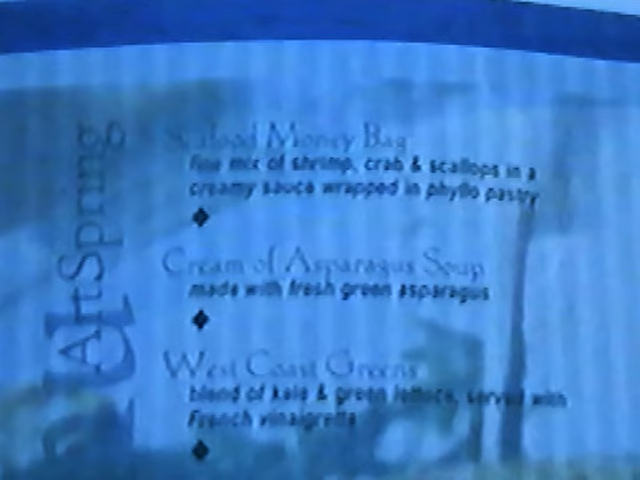 Seafood Money Bag
fine mix of shrimp, crab & scallops in a
creamy sauce wrapped in phyllo pastry
Cream of Asparagus Soup
made with fresh green asparagus
West Coast Greens
blend of kale & green lettuce, served with
French vinaigrette
ArtSpring